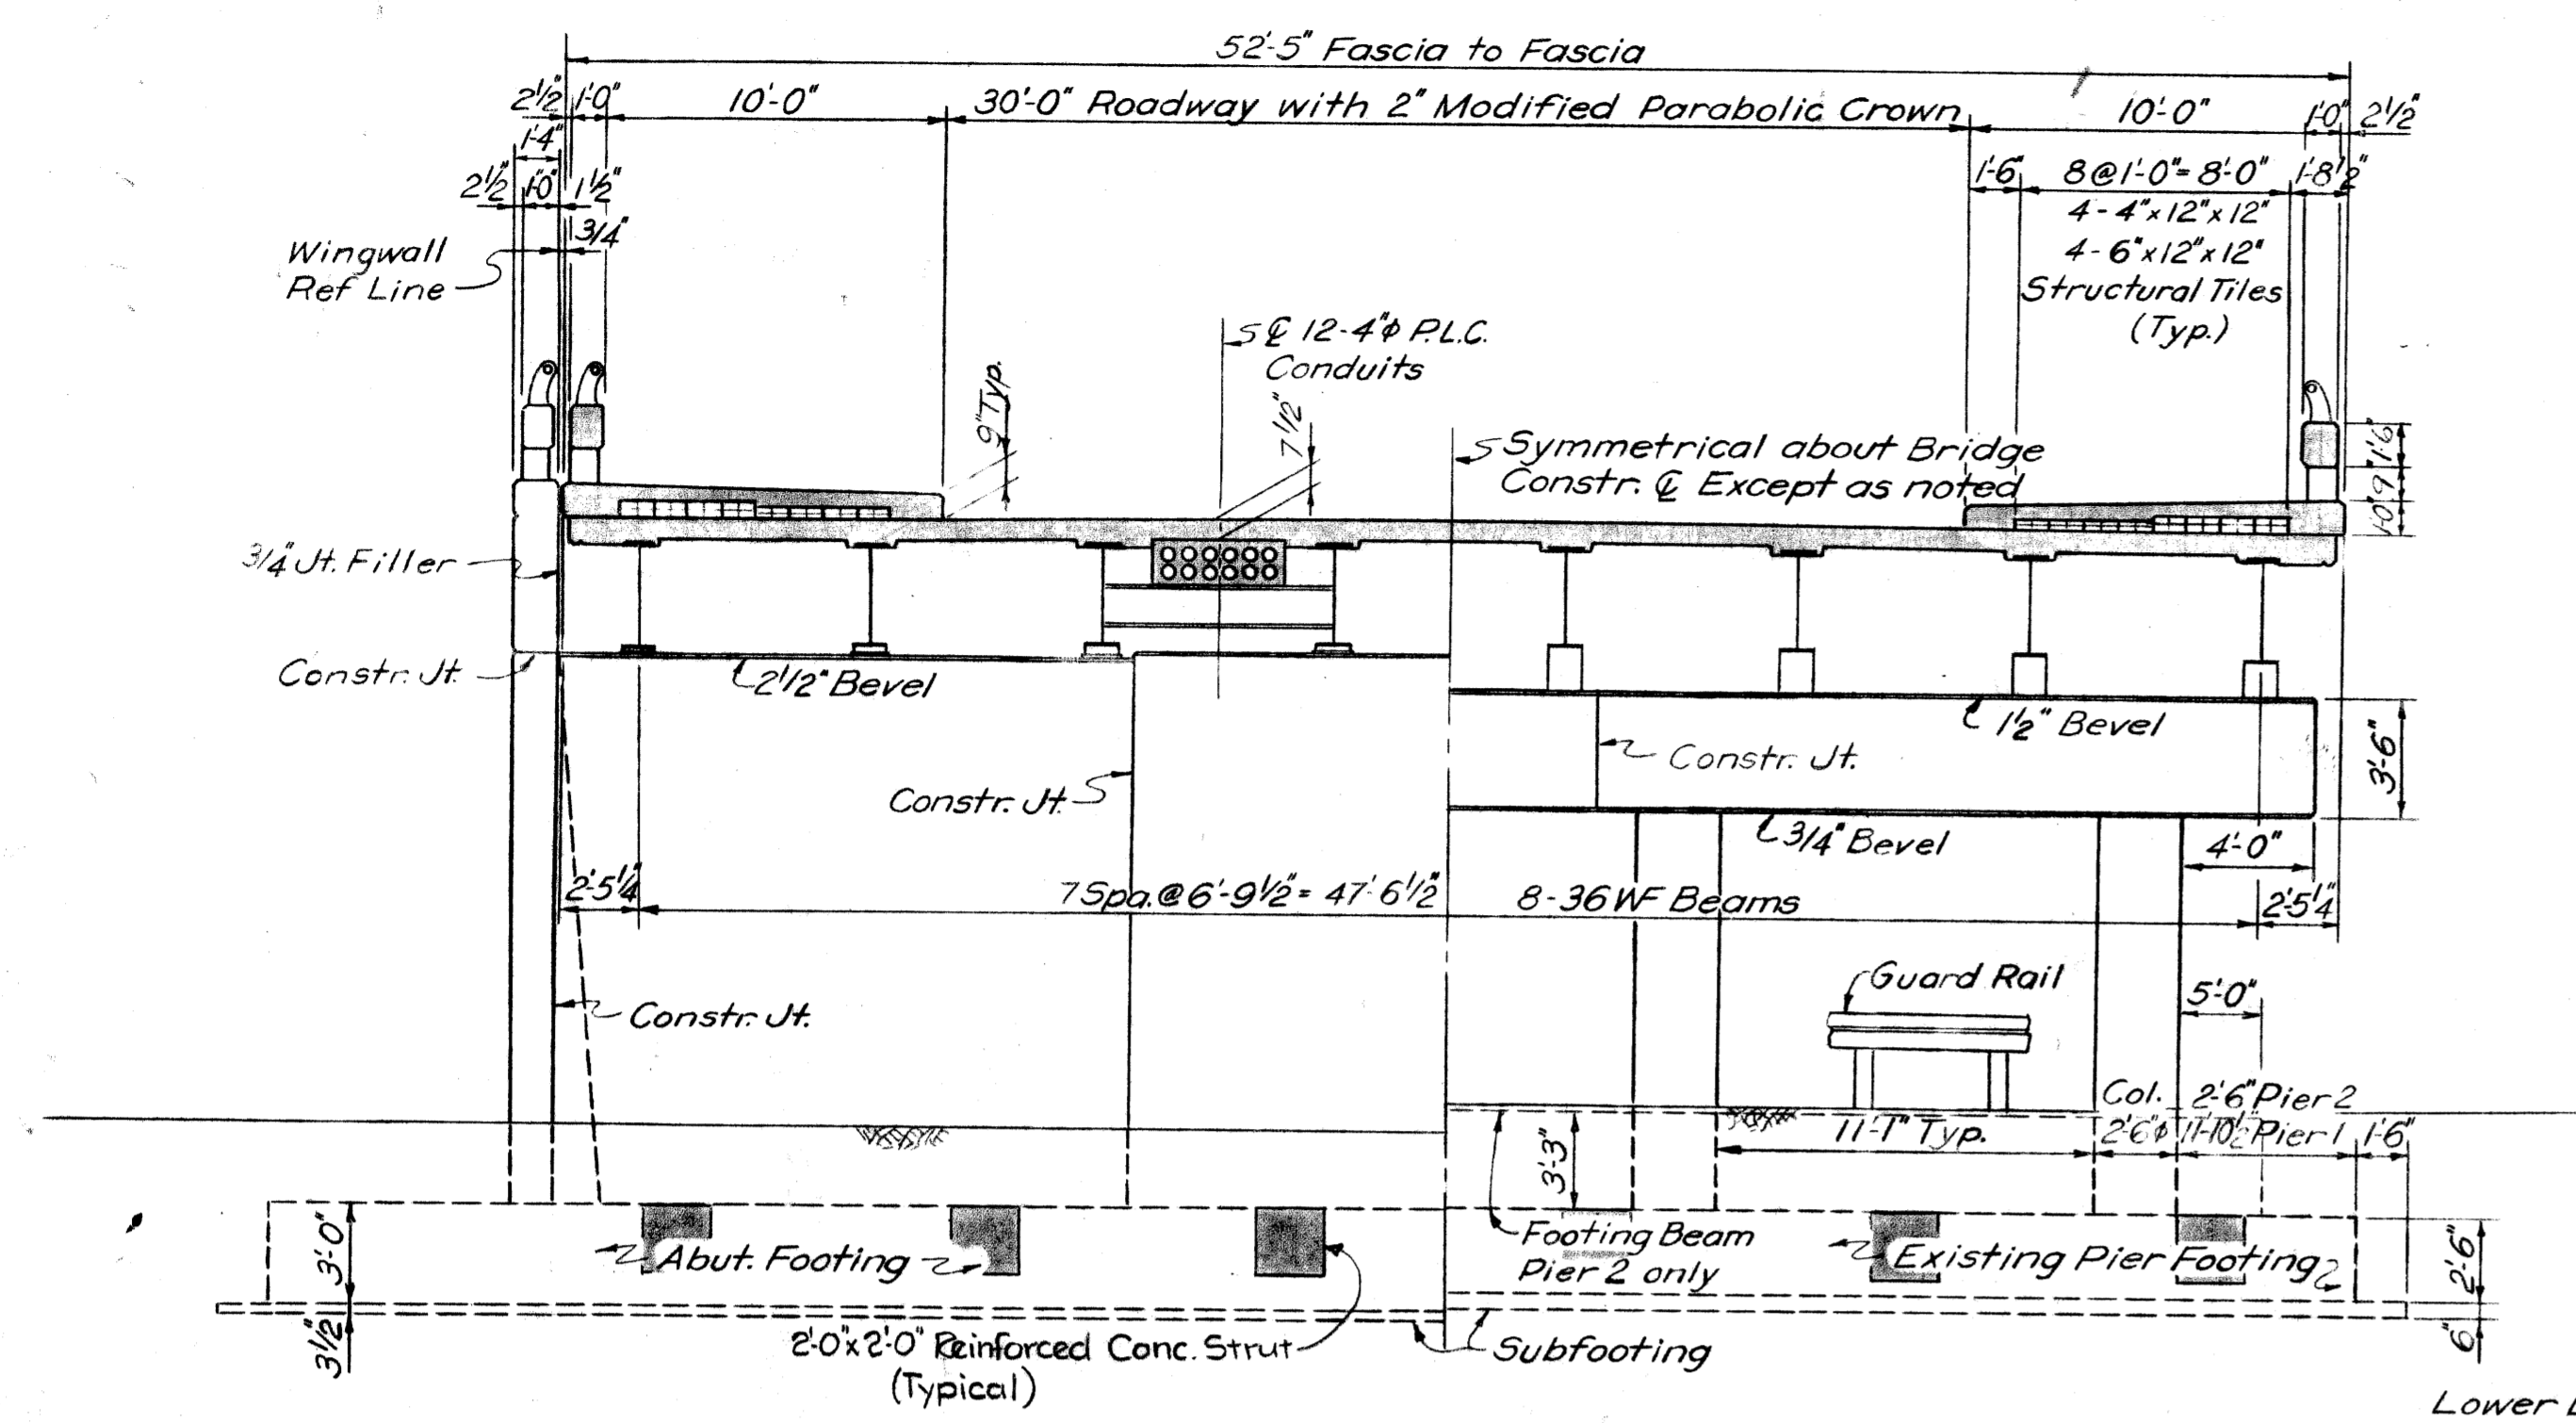 52'-5" Fascia to Fascia
2½" 1'-0" 10'-0" 30'-0" Roadway with 2" Modified Parabolic Crown 10'-0" 1'-0" 2½"
1'-4"
2½" 1'-0" 1½" 1'-6" 8@1'-0"=8'-0" 1'-8½"
3/4" 4-4"x12"x12"
Wingwall 4-6"x12"x12"
Ref Line Structural Tiles
(Typ.)
℄ 12-4"φ P.L.C.
Conduits
9" Typ.
7½"
Symmetrical about Bridge
Constr. ℄ Except as noted
1'-6"
9"
1'-0"
3/4" Jt. Filler
Constr. Jt.
2½" Bevel
1½" Bevel
Constr. Jt.
Constr. Jt.
3'-6"
3/4" Bevel
4'-0"
2'-5¼" 7 Spa. @ 6'-9½" = 47'-6½" 8-36 WF Beams 2'-5¼"
Guard Rail
5'-0"
Constr. Jt.
Col. 2'-6" Pier 2
11'-1" Typ. 2'-6"φ 11'-10½" Pier 1 1'-6"
3'-3"
Footing Beam
Pier 2 only
3'-0"
Abut. Footing
Existing Pier Footing
2'-6"
3½"
2'-0"x2'-0" Reinforced Conc. Strut
(Typical)
Subfooting
6"
Lower